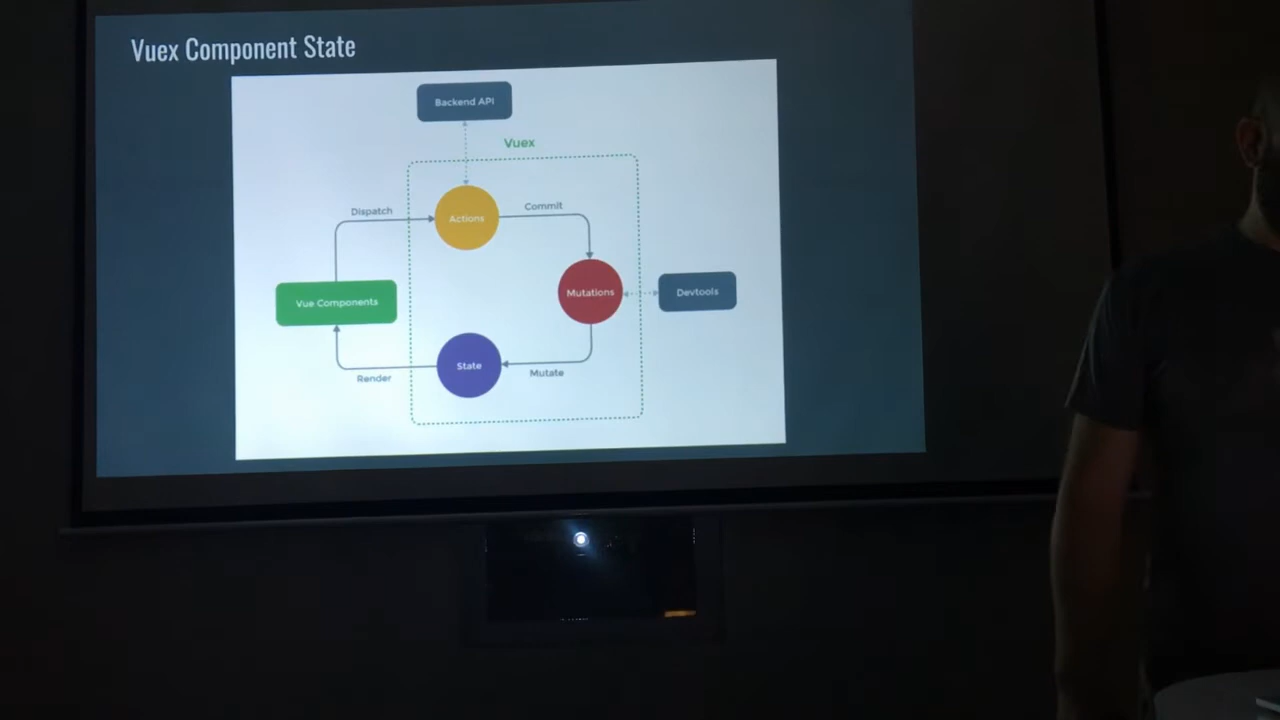 Vuex Component State
Backend API
Vuex
Dispatch
Actions
Commit
Vue Components
Mutations
Devtools
State
Render
Mutate